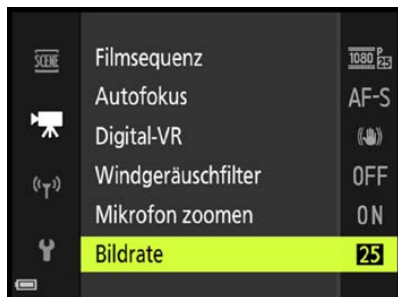 SCENE
Filmsequenz 1080 P 25
Autofokus AF-S
Digital-VR
Windgeräuschfilter OFF
Mikrofon zoomen ON
Bildrate 25